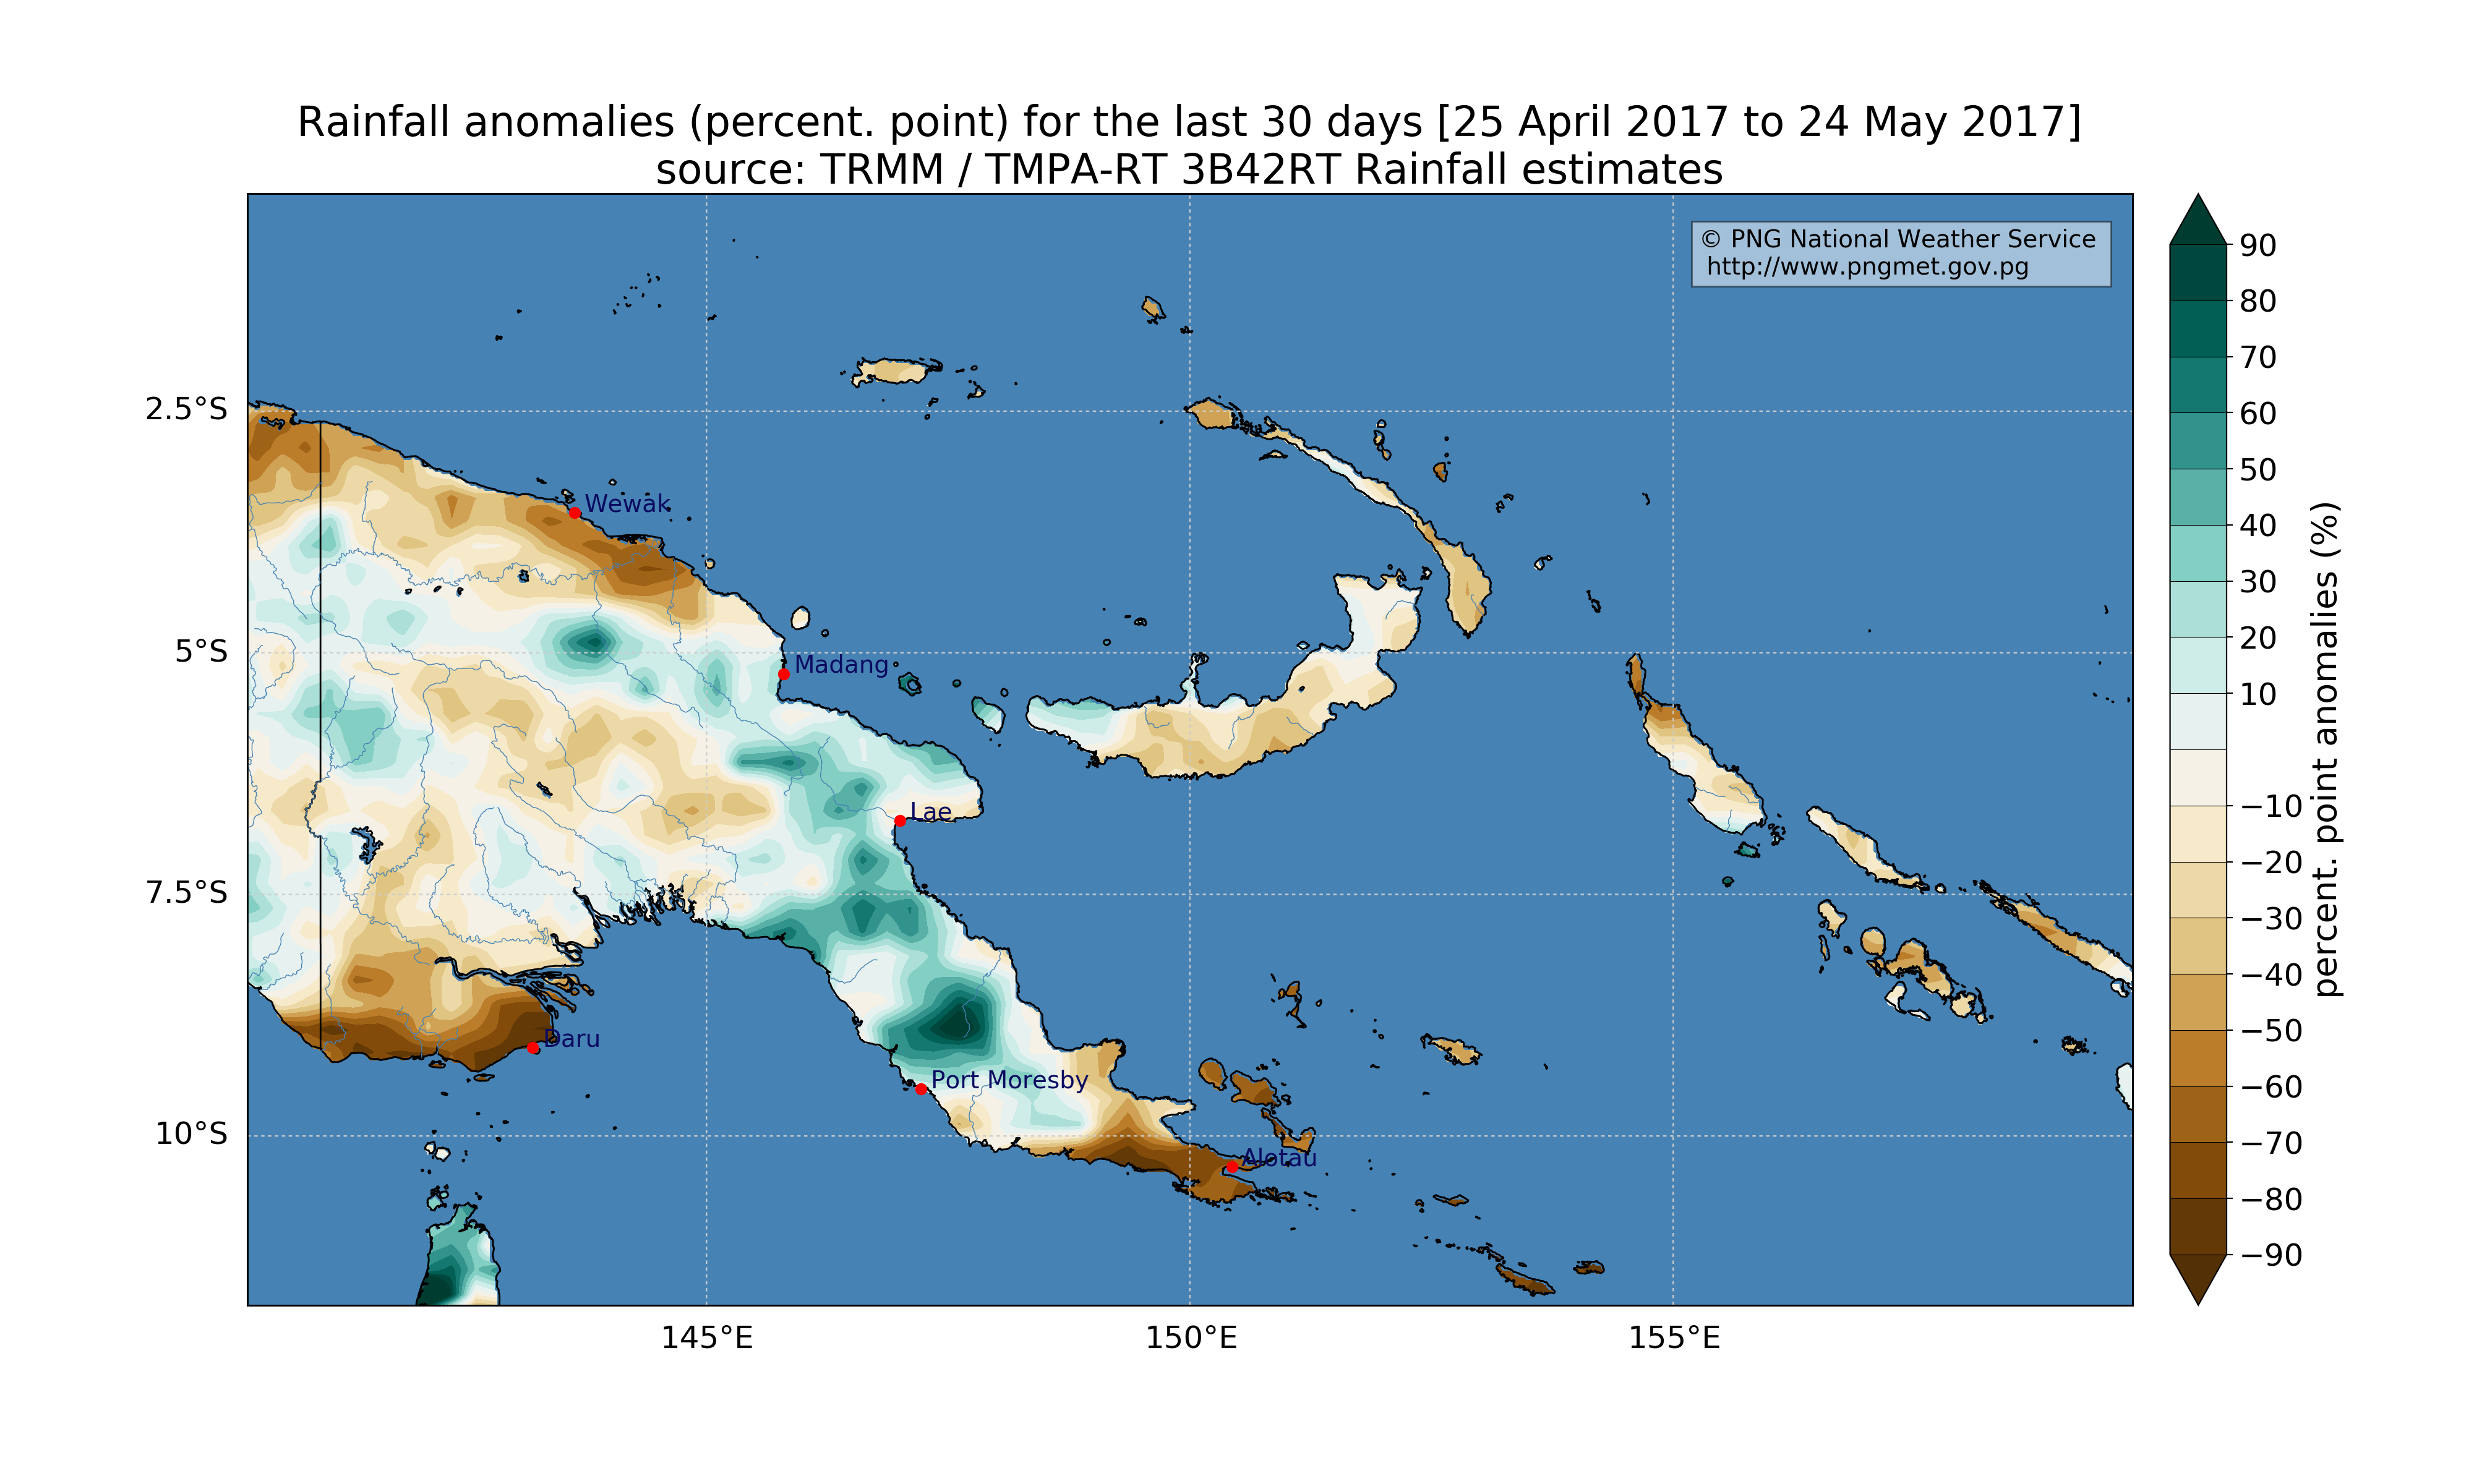 Rainfall anomalies (percent. point) for the last 30 days [25 April 2017 to 24 May 2017]
source: TRMM / TMPA-RT 3B42RT Rainfall estimates
© PNG National Weather Service
http://www.pngmet.gov.pg
2.5°S
5°S
7.5°S
10°S
Wewak
Madang
Lae
Daru
Port Moresby
Alotau
145°E
150°E
155°E
90
80
70
60
50
40
30
20
10
−10
−20
−30
−40
−50
−60
−70
−80
−90
percent. point anomalies (%)